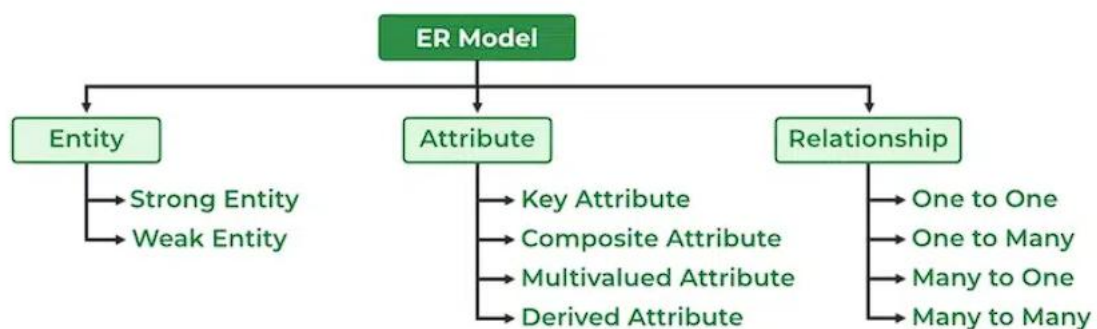 ER Model
Entity
Attribute
Relationship
Strong Entity
Weak Entity
Key Attribute
Composite Attribute
Multivalued Attribute
Derived Attribute
One to One
One to Many
Many to One
Many to Many